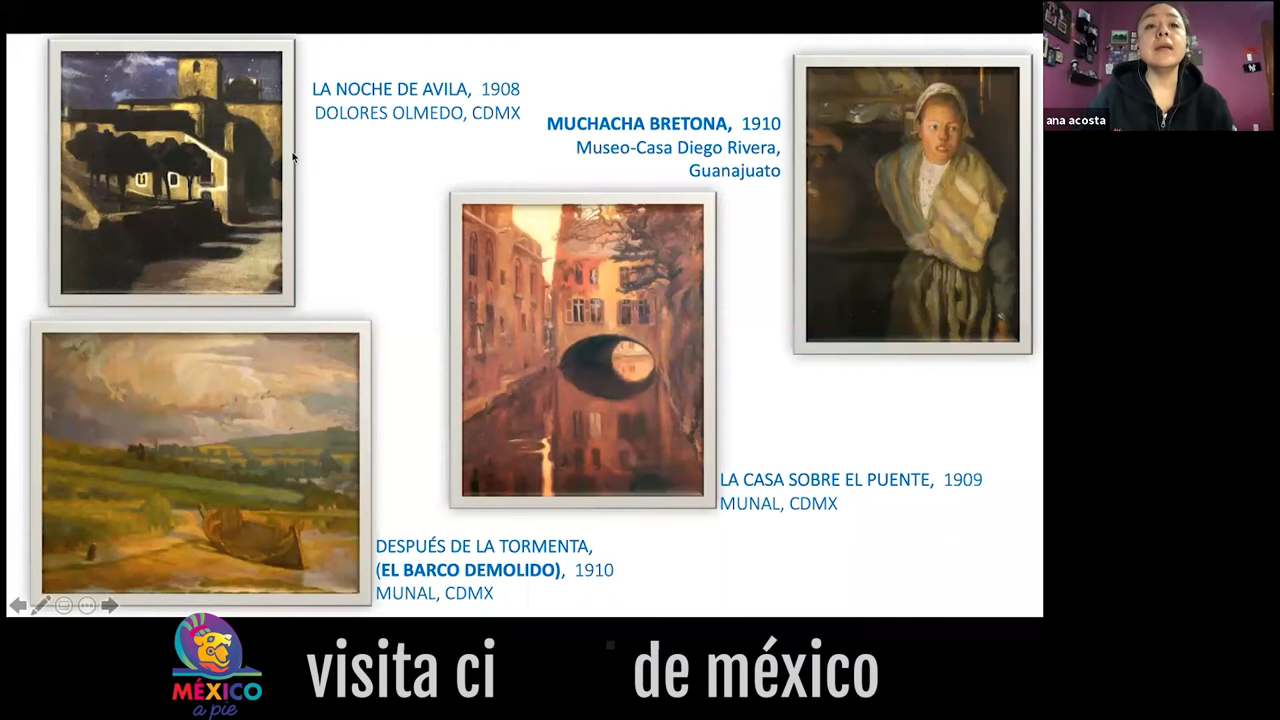 LA NOCHE DE AVILA, 1908
DOLORES OLMEDO, CDMX
MUCHACHA BRETONA, 1910
Museo-Casa Diego Rivera,
Guanajuato
ana acosta
LA CASA SOBRE EL PUENTE, 1909
MUNAL, CDMX
DESPUÉS DE LA TORMENTA,
(EL BARCO DEMOLIDO), 1910
MUNAL, CDMX
MÉXICO
a pie
visita ci de méxico